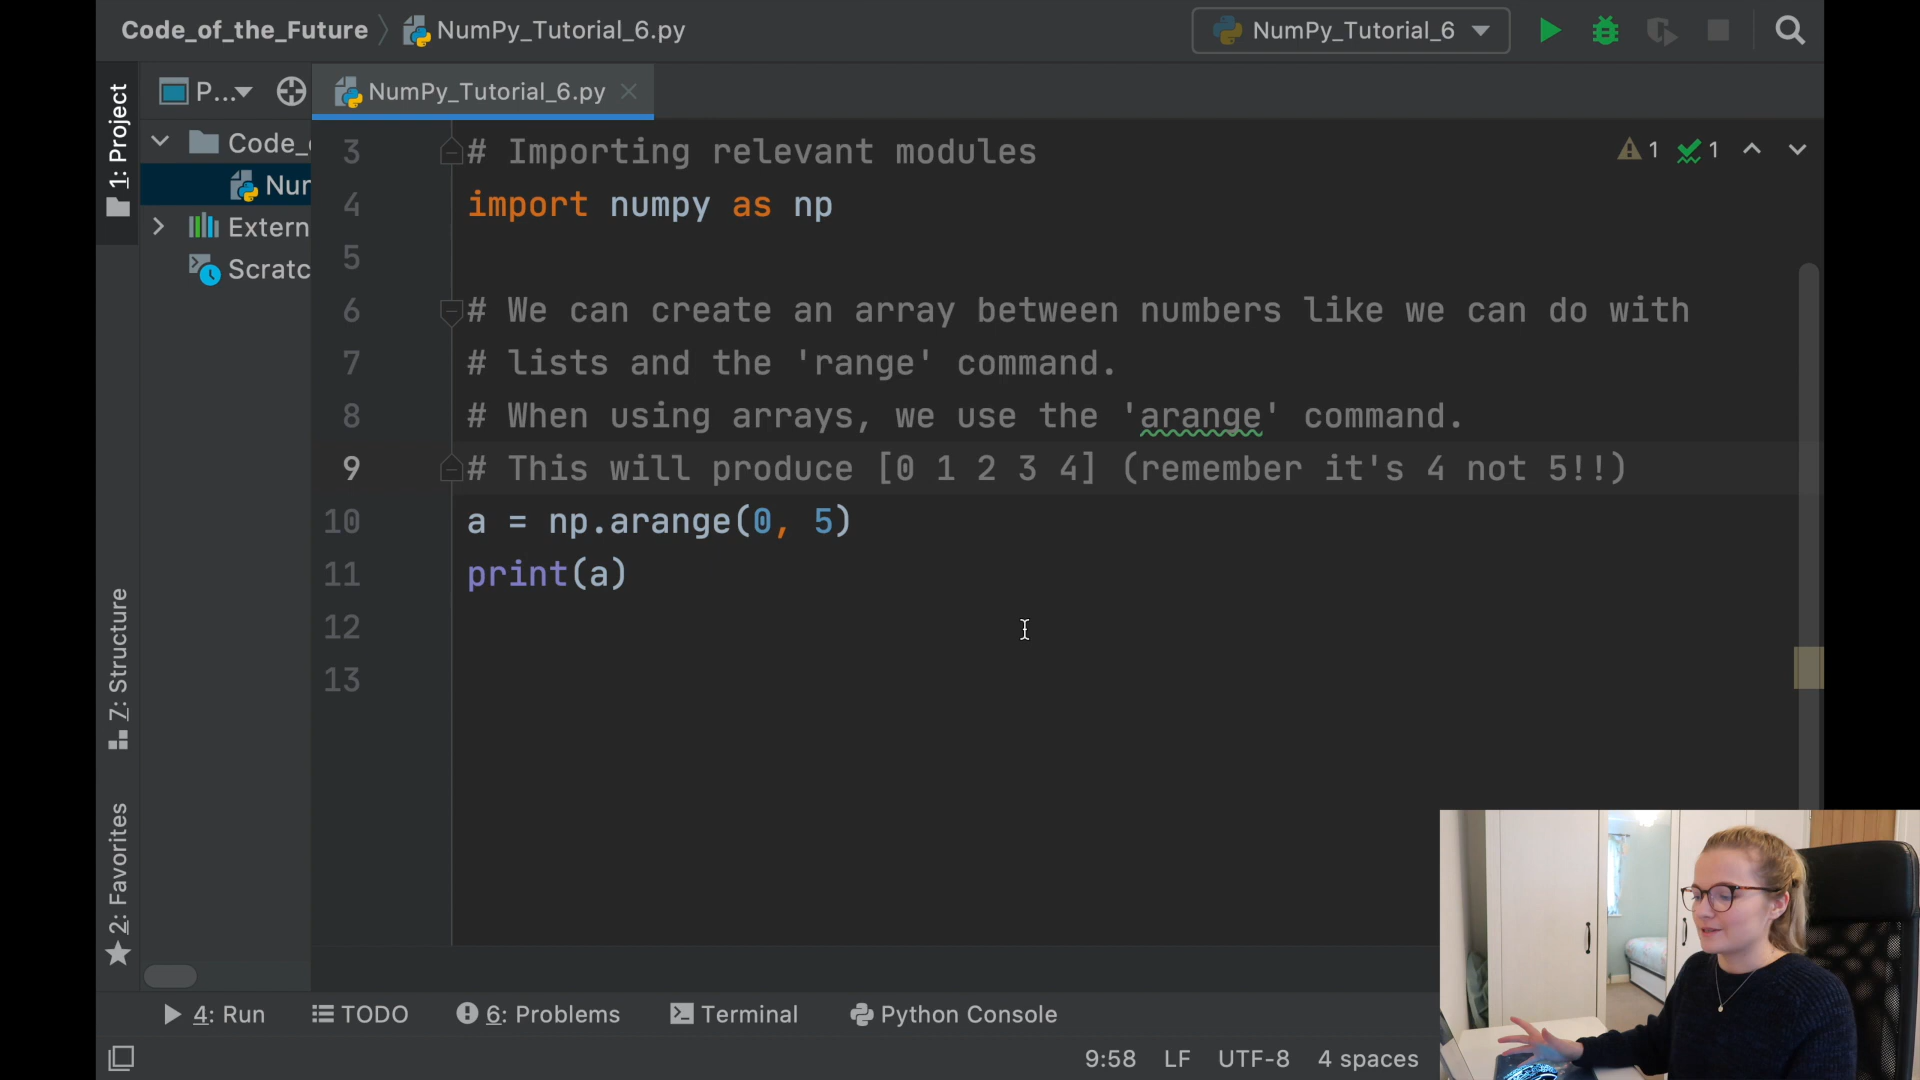 Code_of_the_Future
NumPy_Tutorial_6.py
NumPy_Tutorial_6
1: Project
P...
NumPy_Tutorial_6.py
Code_
Num
Extern
Scratc
1 1
3 # Importing relevant modules
4 import numpy as np
5
6 # We can create an array between numbers like we can do with
7 # lists and the 'range' command.
8 # When using arrays, we use the 'arange' command.
9 # This will produce [0 1 2 3 4] (remember it's 4 not 5!!)
10 a = np.arange(0, 5)
11 print(a)
12
13
7: Structure
2: Favorites
4: Run
TODO
6: Problems
Terminal
Python Console
9:58 LF UTF-8 4 spaces